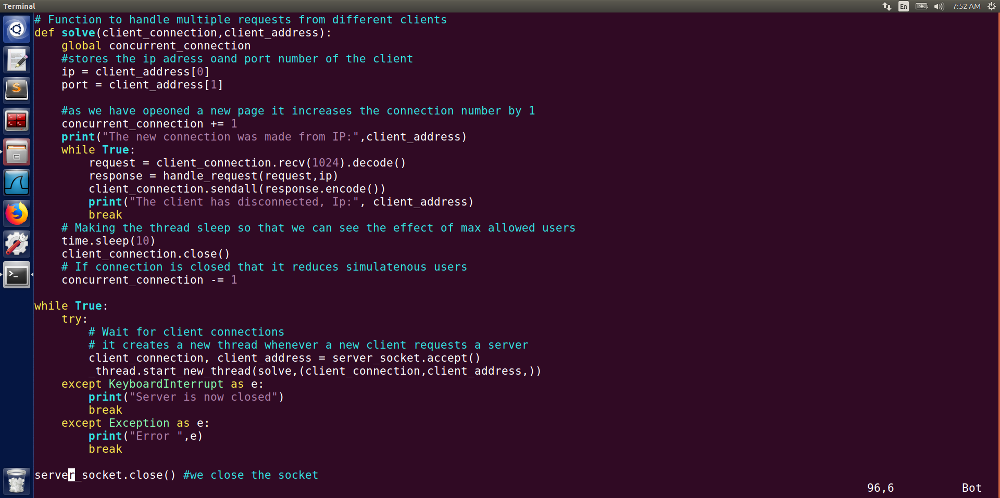 Terminal
En
7:52 AM
# Function to handle multiple requests from different clients
def solve(client_connection,client_address):
    global concurrent_connection
    #stores the ip adress oand port number of the client
    ip = client_address[0]
    port = client_address[1]

    #as we have opeoned a new page it increases the connection number by 1
    concurrent_connection += 1
    print("The new connection was made from IP:",client_address)
    while True:
        request = client_connection.recv(1024).decode()
        response = handle_request(request,ip)
        client_connection.sendall(response.encode())
        print("The client has disconnected, Ip:", client_address)
        break
    # Making the thread sleep so that we can see the effect of max allowed users
    time.sleep(10)
    client_connection.close()
    # If connection is closed that it reduces simulatenous users
    concurrent_connection -= 1

while True:
    try:
        # Wait for client connections
        # it creates a new thread whenever a new client requests a server
        client_connection, client_address = server_socket.accept()
        _thread.start_new_thread(solve,(client_connection,client_address,))
    except KeyboardInterrupt as e:
        print("Server is now closed")
        break
    except Exception as e:
        print("Error ",e)
        break

server_socket.close() #we close the socket
96,6
Bot